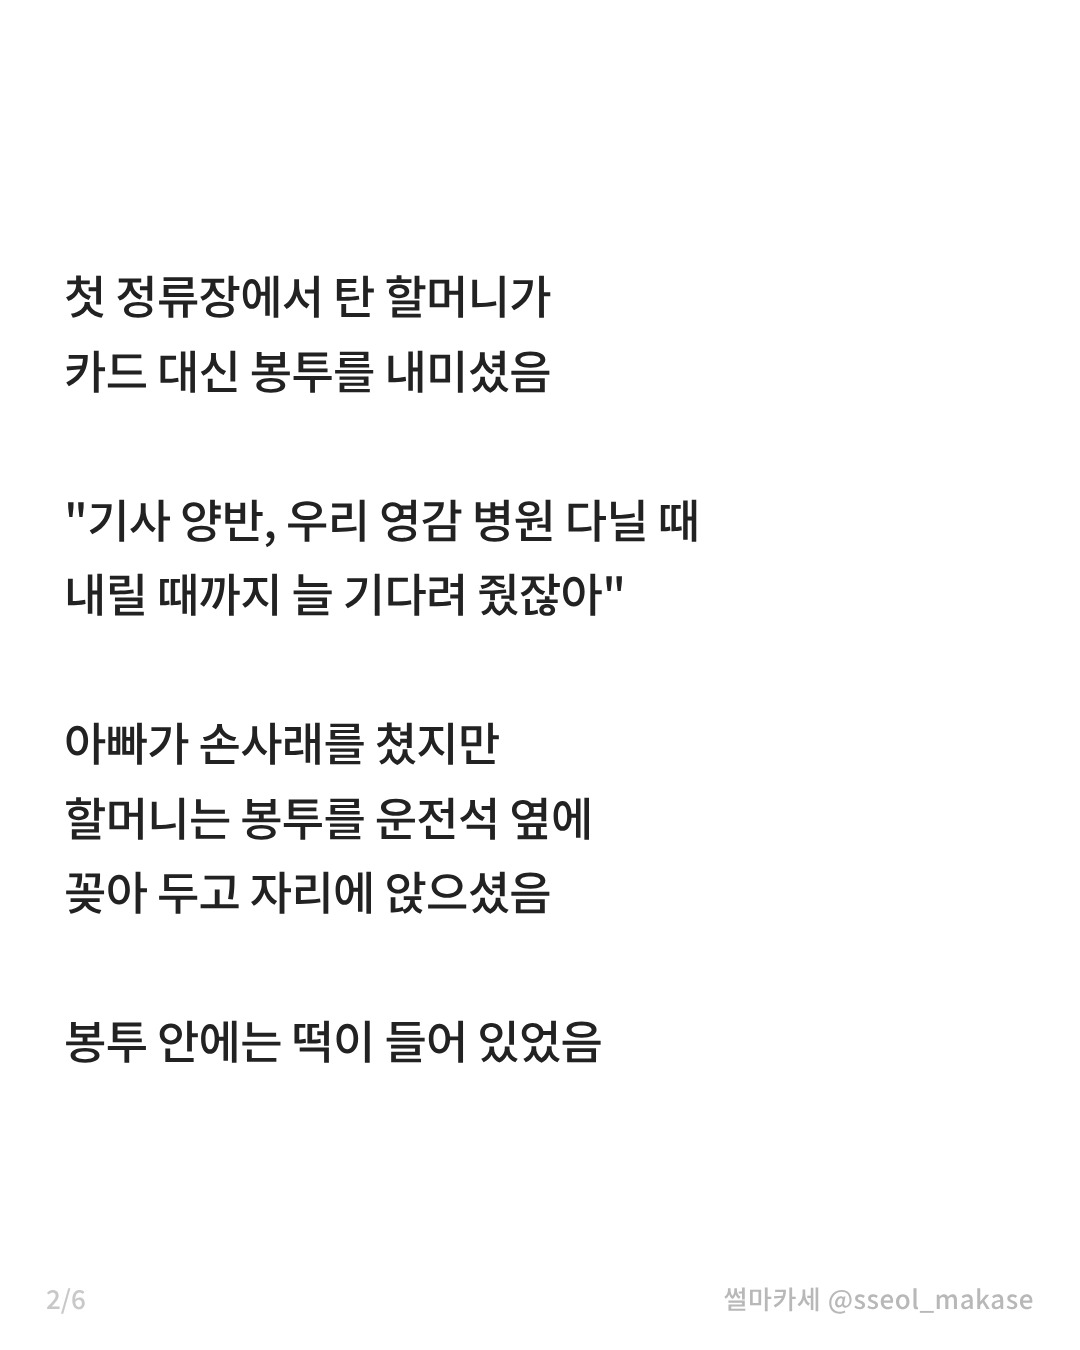 첫 정류장에서 탄 할머니가
카드 대신 봉투를 내미셨음
"기사 양반, 우리 영감 병원 다닐 때
내릴 때까지 늘 기다려 줬잖아"
아빠가 손사래를 쳤지만
할머니는 봉투를 운전석 옆에
꽂아 두고 자리에 앉으셨음
봉투 안에는 떡이 들어 있었음
2/6
썰마카세 @sseol_makase